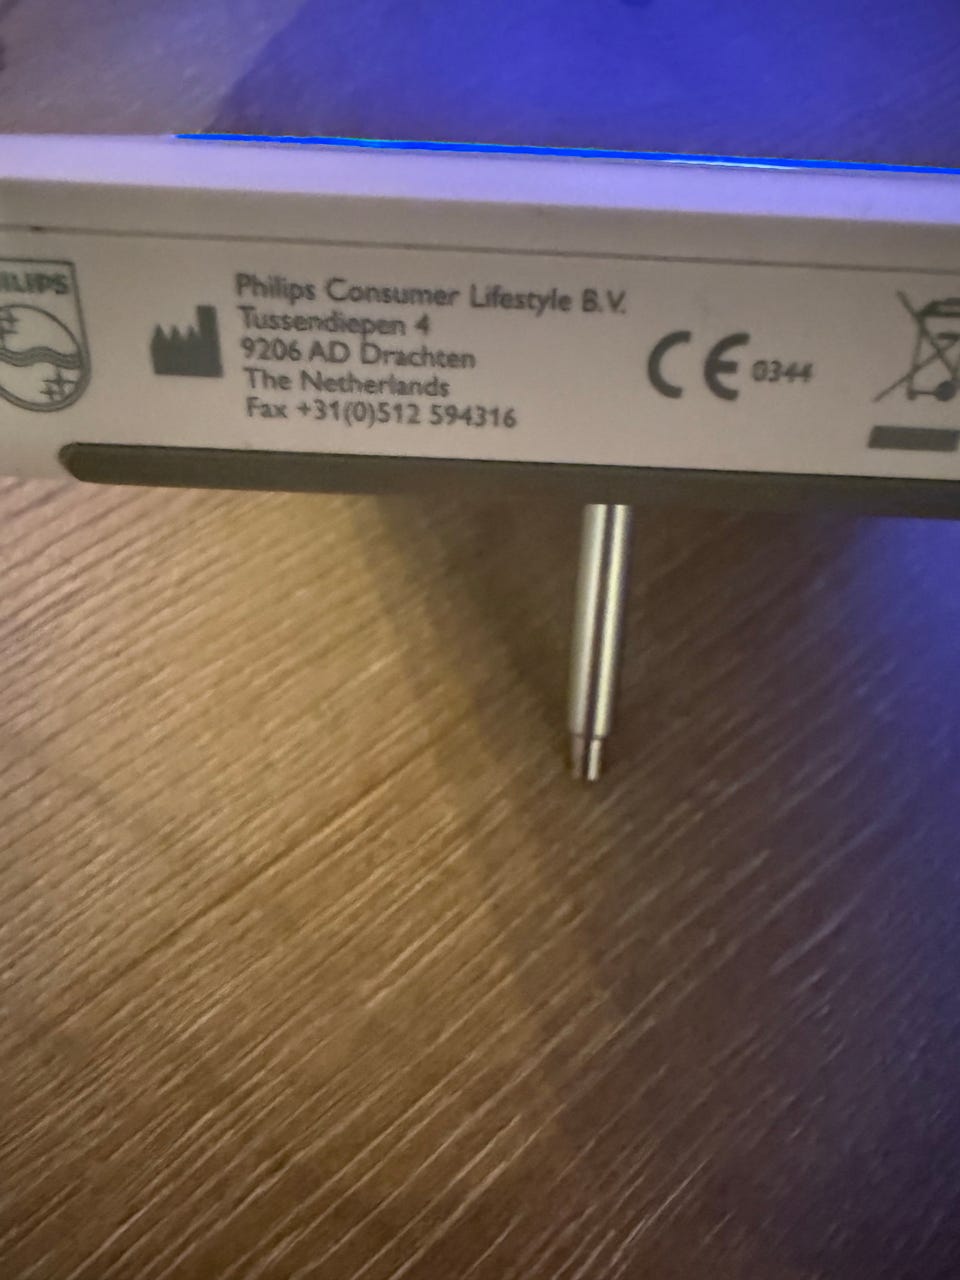 PHILIPS
Philips Consumer Lifestyle B.V.
Tussendiepen 4
9206 AD Drachten
The Netherlands
Fax +31(0)512 594316
CE 0344